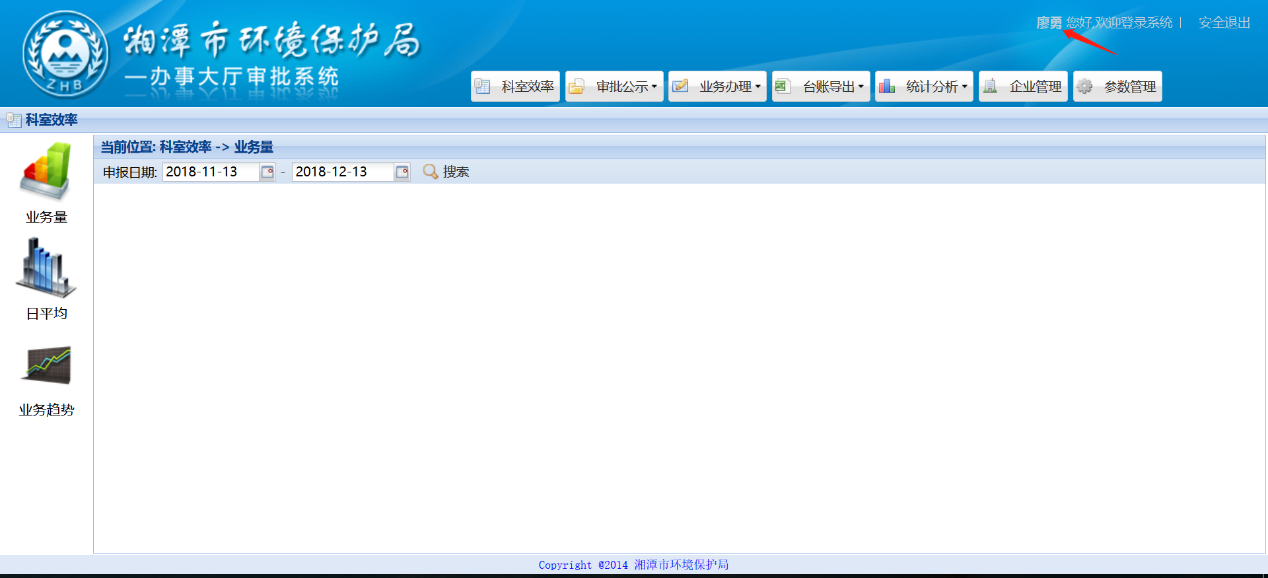 廖勇 您好,欢迎登录系统 | 安全退出
湘潭市环境保护局
ZHB
—办事大厅审批系统
科室效率 审批公示 业务办理 台账导出 统计分析 企业管理 参数管理
科室效率
当前位置: 科室效率 -> 业务量
申报日期: 2018-11-13 - 2018-12-13 搜索
业务量
日平均
业务趋势
Copyright @2014 湘潭市环境保护局